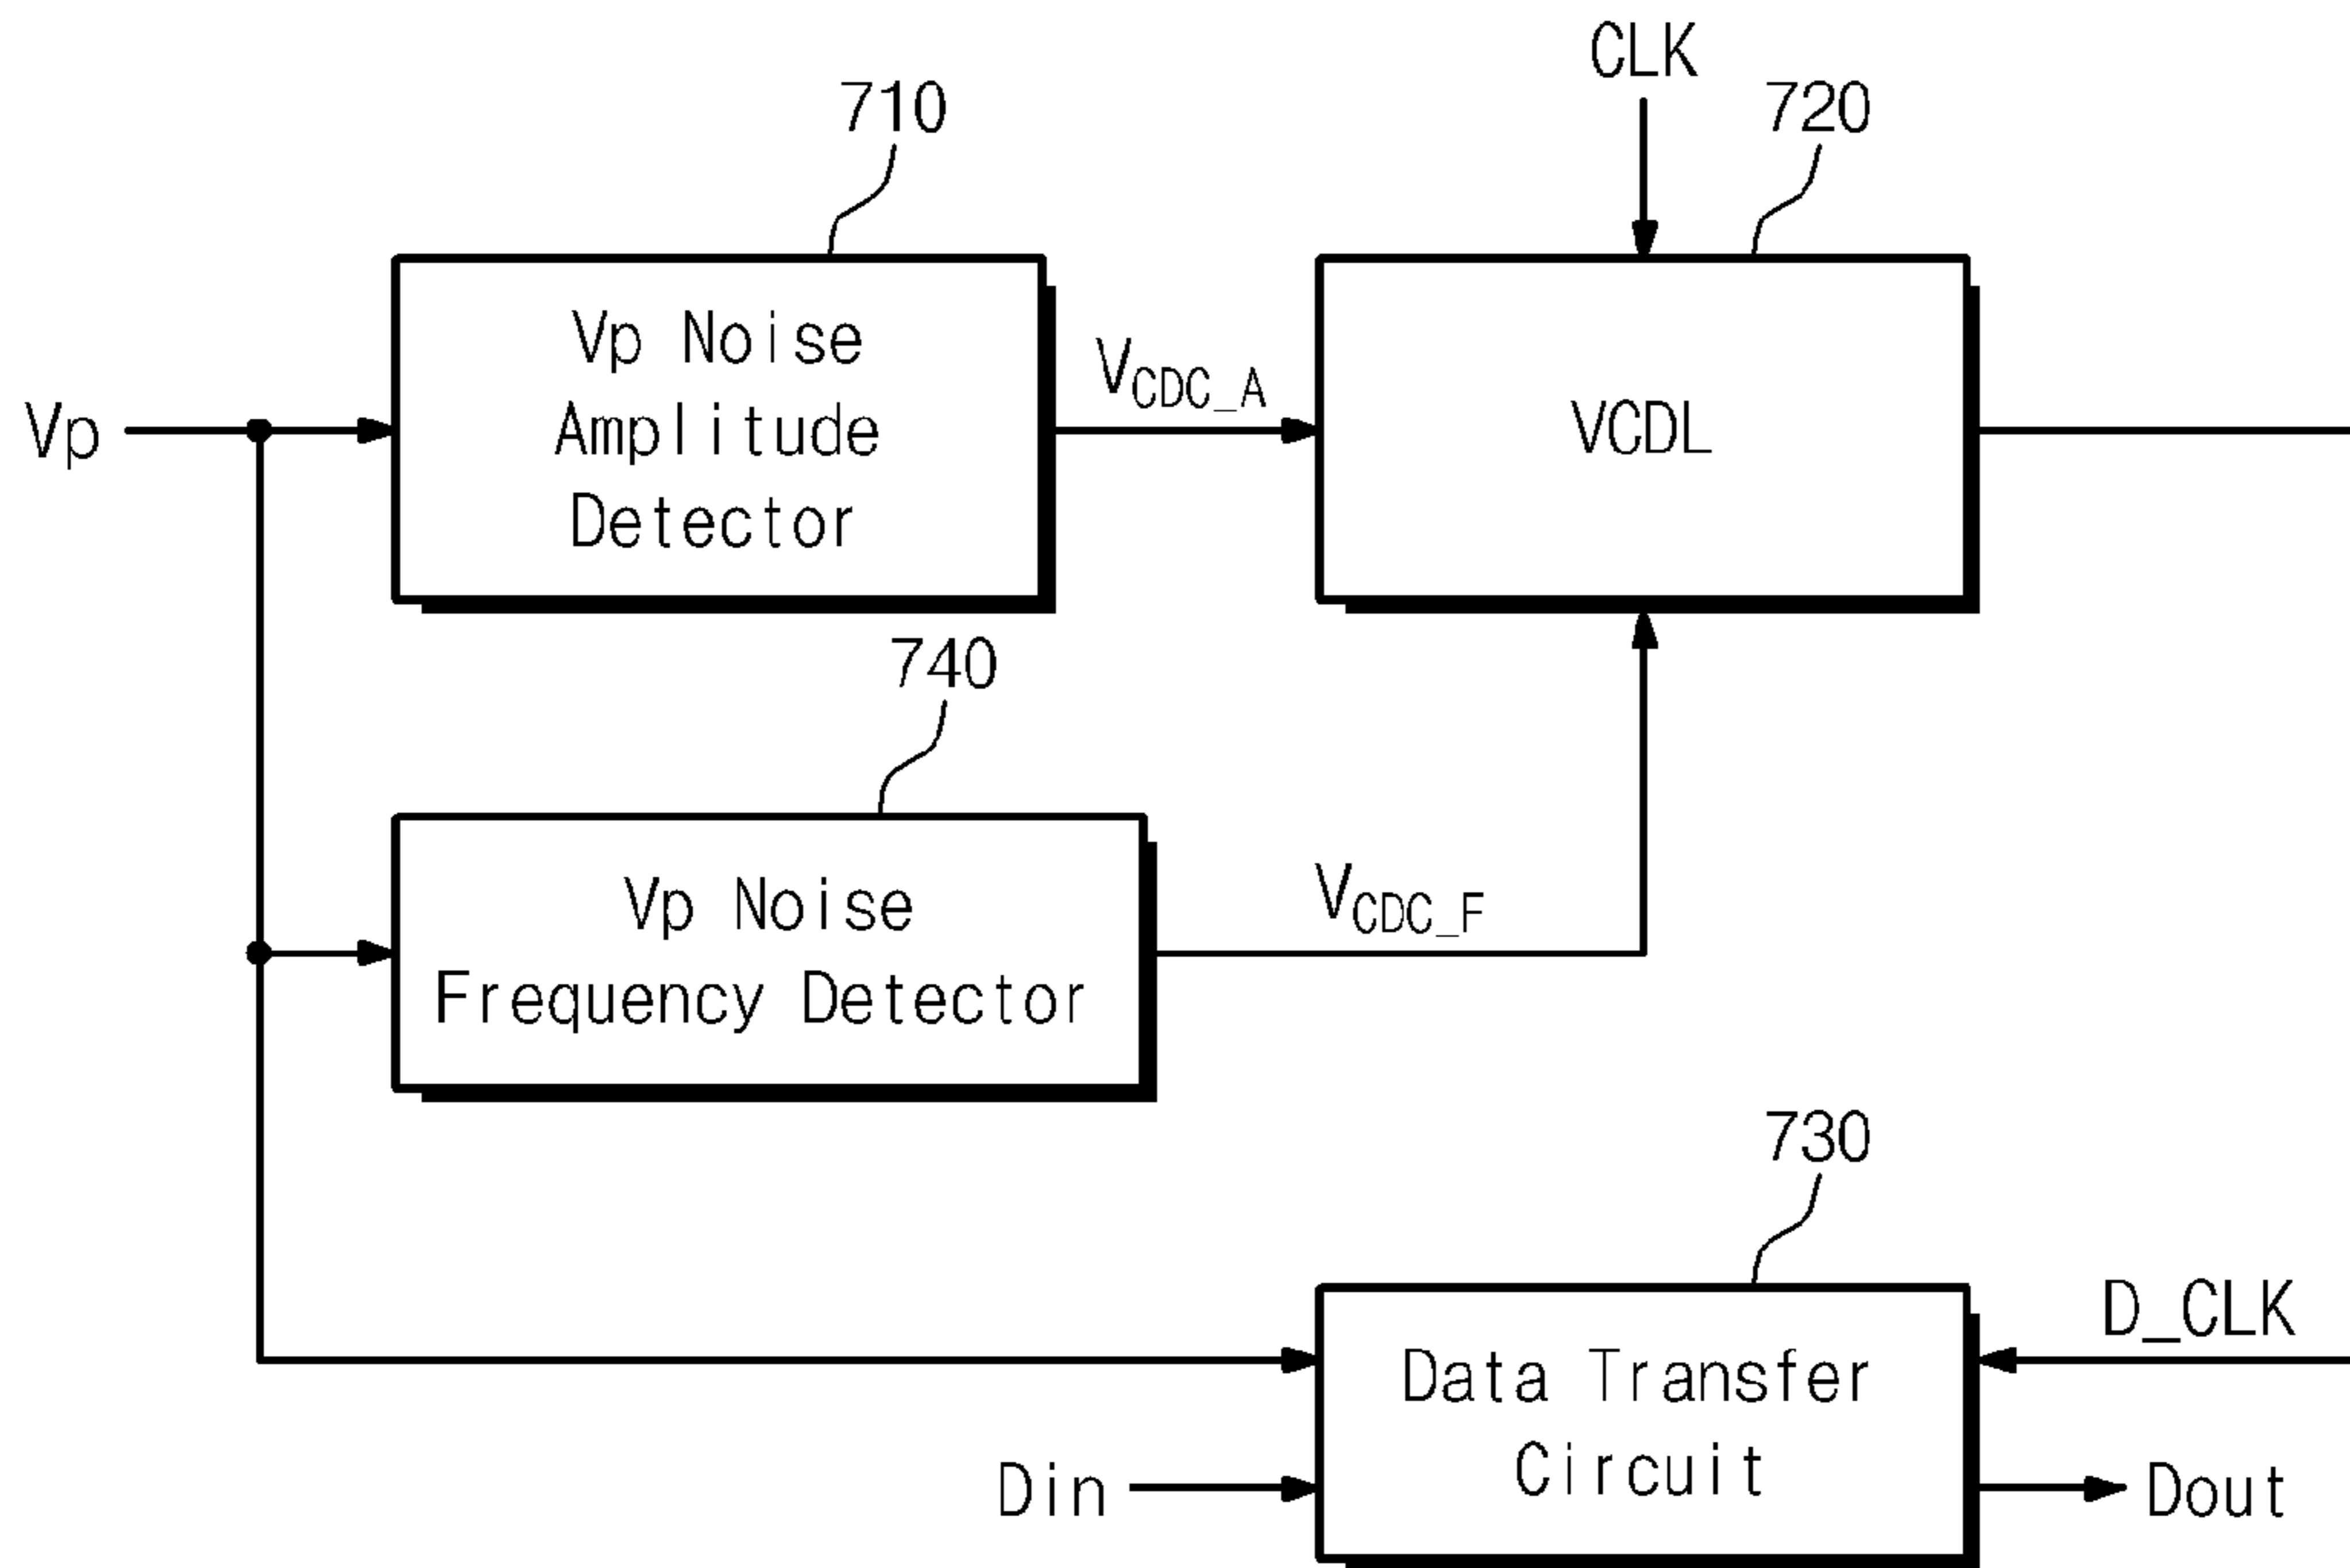 CLK
710
720
Vp
Vp Noise
Amplitude
Detector
VCDC_A
VCDL
740
Vp Noise
Frequency Detector
VCDC_F
730
D_CLK
Data Transfer
Circuit
Din
Dout